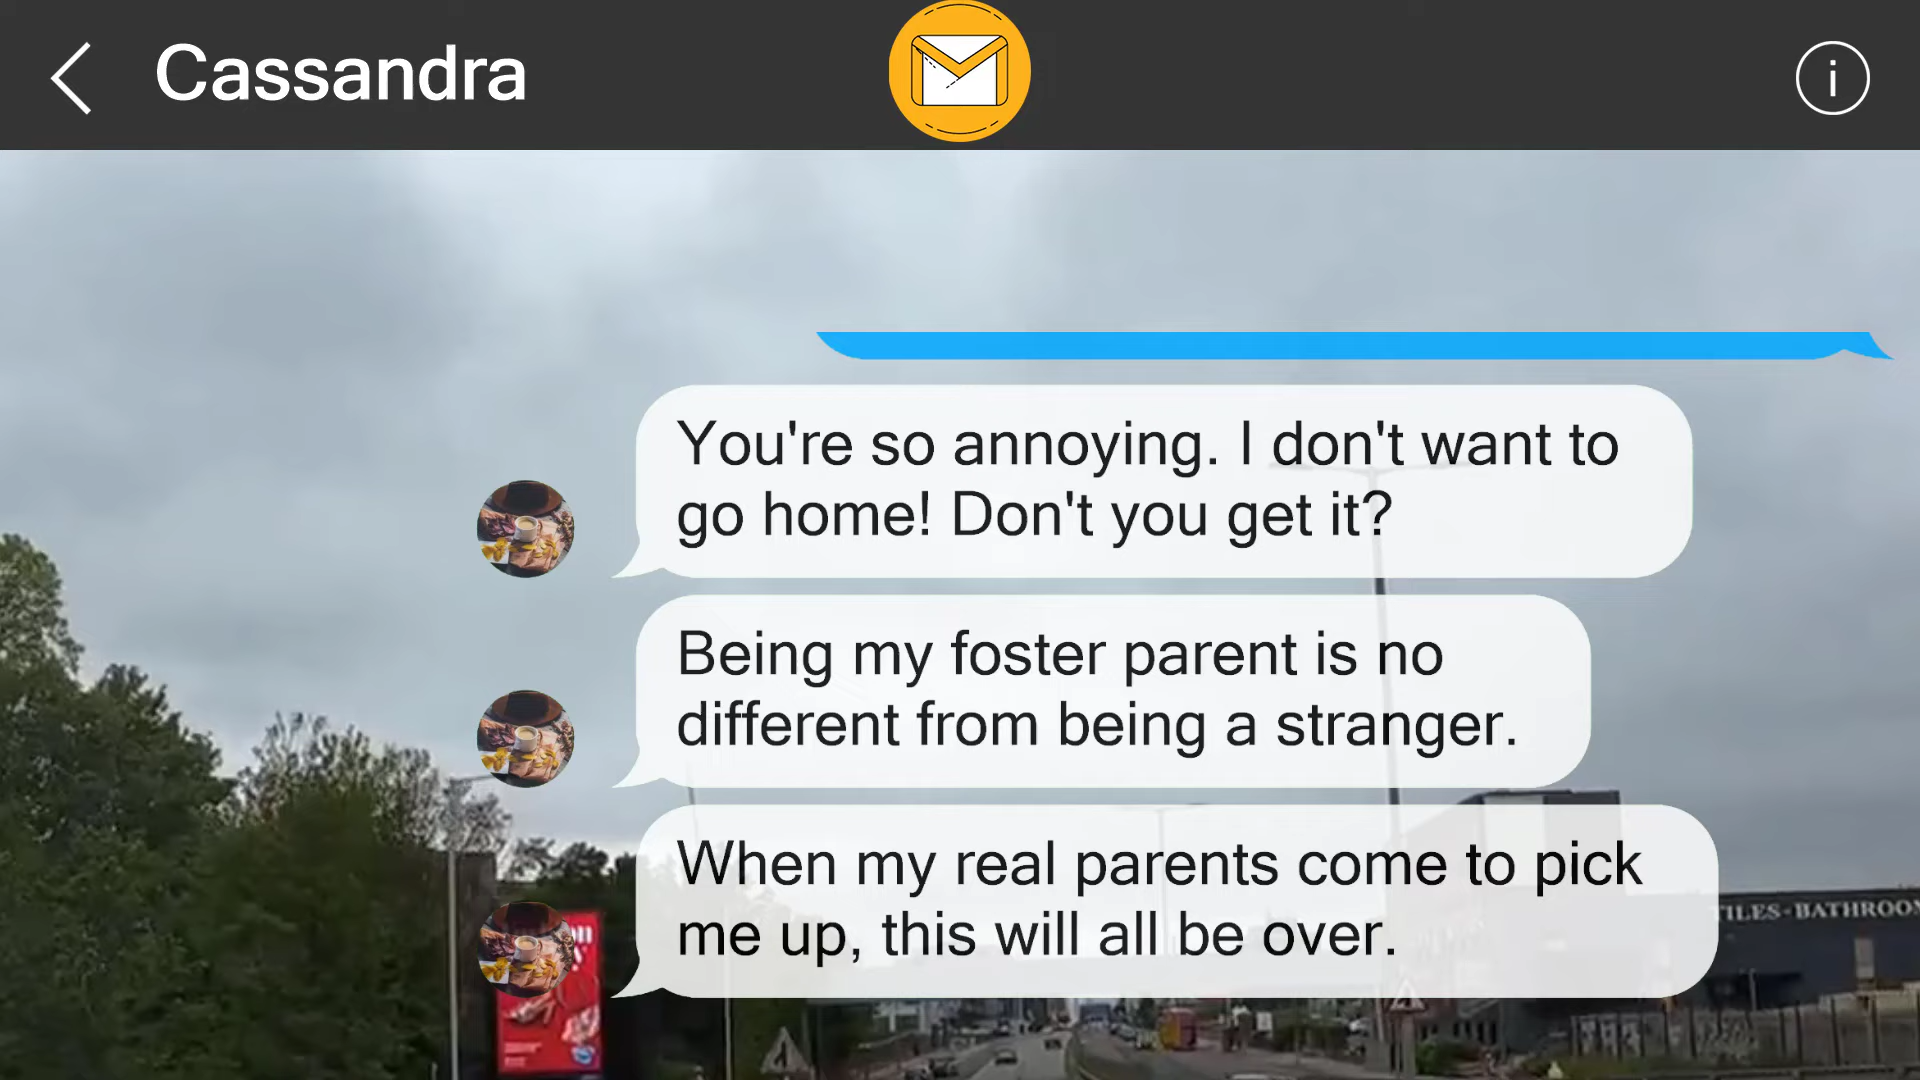 Cassandra
i
You're so annoying. I don't want to
go home! Don't you get it?
Being my foster parent is no
different from being a stranger.
When my real parents come to pick
me up, this will all be over.
TILES-BATHROOM